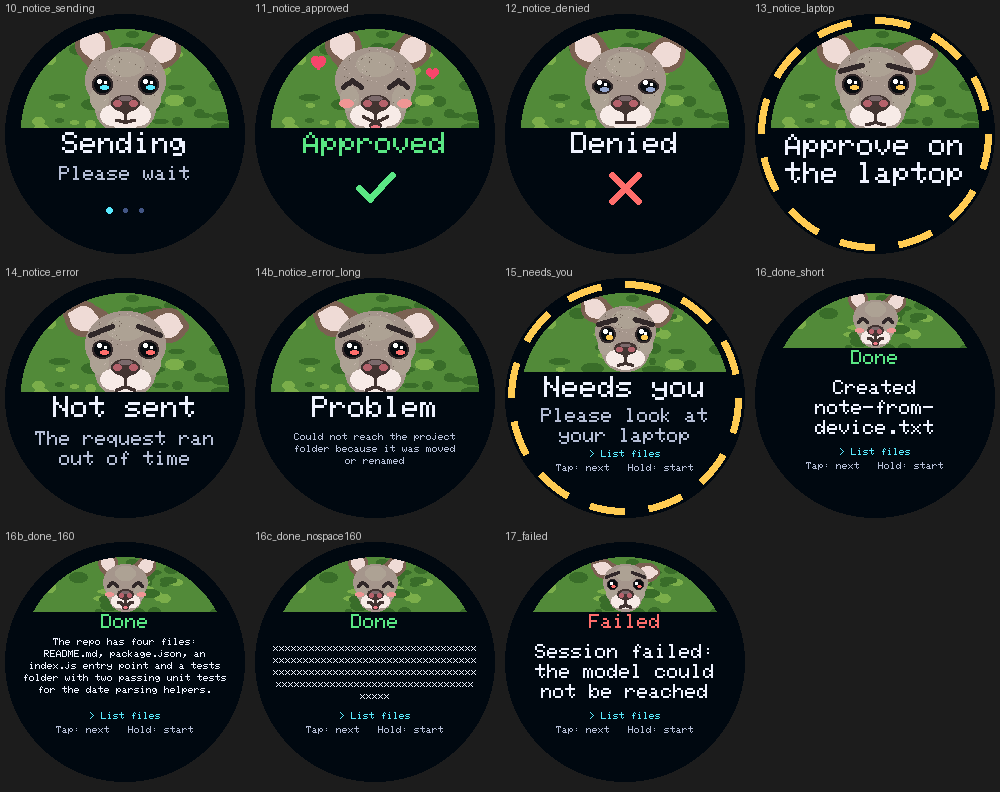 10_notice_sending
Sending
Please wait
11_notice_approved
Approved
12_notice_denied
Denied
13_notice_laptop
Approve on
the laptop
14_notice_error
Not sent
The request ran
out of time
14b_notice_error_long
Problem
Could not reach the project
folder because it was moved
or renamed
15_needs_you
Needs you
Please look at
your laptop
> List files
Tap: next Hold: start
16_done_short
Done
Created
note-from-
device.txt
> List files
Tap: next Hold: start
16b_done_160
Done
The repo has four files:
README.md, package.json, an
index.js entry point and a tests
folder with two passing unit tests
for the date parsing helpers.
> List files
Tap: next Hold: start
16c_done_nospace160
Done
> List files
Tap: next Hold: start
17_failed
Failed
Session failed:
the model could
not be reached
> List files
Tap: next Hold: start